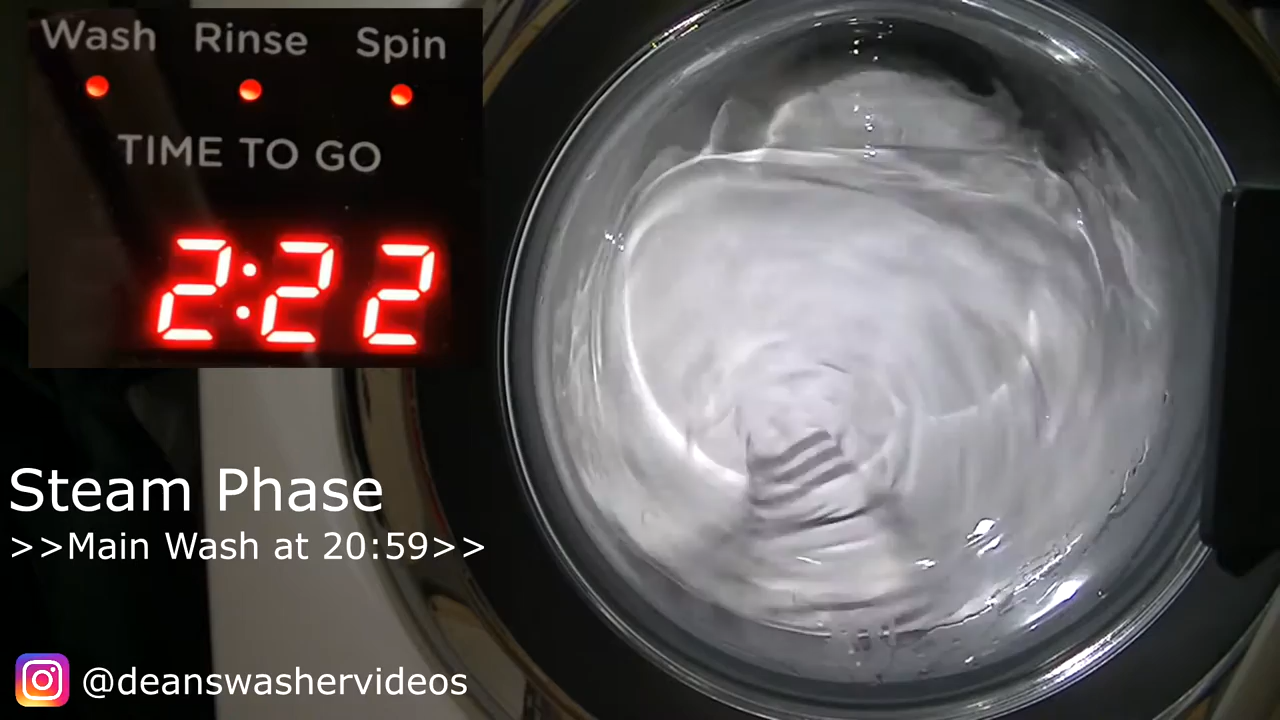 Wash Rinse Spin
TIME TO GO
2:22
Steam Phase
>>Main Wash at 20:59>>
@deanswashervideos